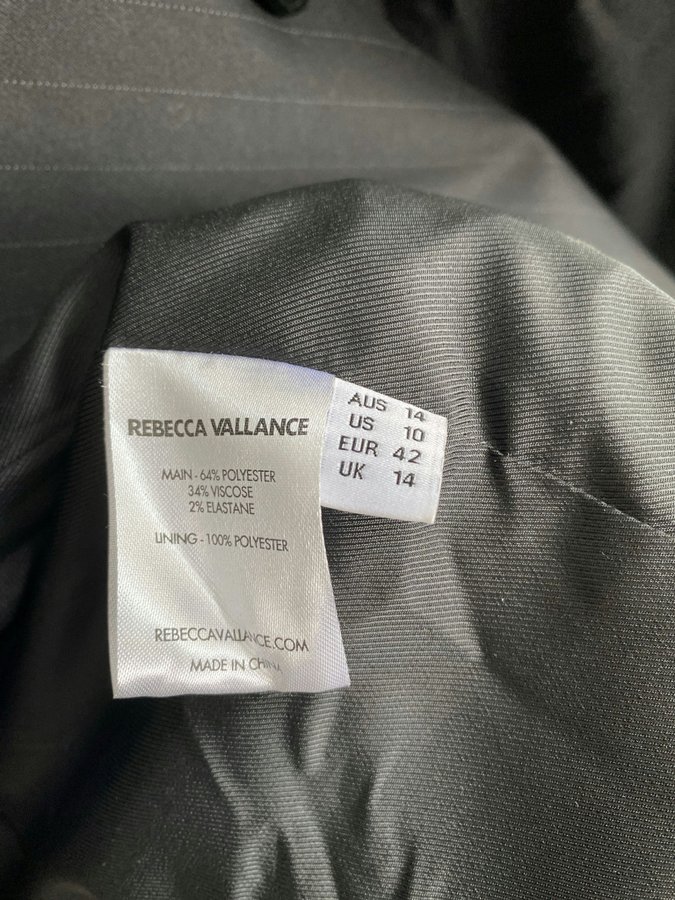 REBECCA VALLANCE
MAIN - 64% POLYESTER
34% VISCOSE
2% ELASTANE
LINING - 100% POLYESTER
REBECCAVALLANCE.COM
MADE IN CHINA
AUS 14
US 10
EUR 42
UK 14